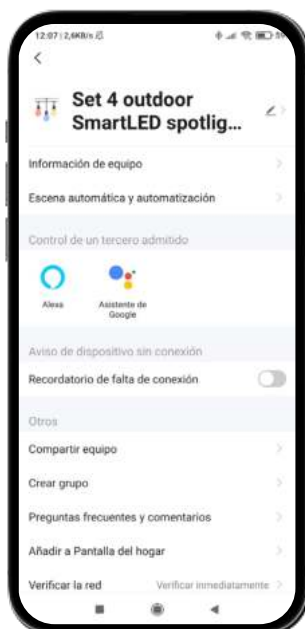 12:07 | 2,6KB/s
Set 4 outdoor
SmartLED spotlig...
Información de equipo
Escena automática y automatización
Control de un tercero admitido
Alexa
Asistente de
Google
Aviso de dispositivo sin conexión
Recordatorio de falta de conexión
Otros
Compartir equipo
Crear grupo
Preguntas frecuentes y comentarios
Añadir a Pantalla del hogar
Verificar la red Verificar inmediatamente